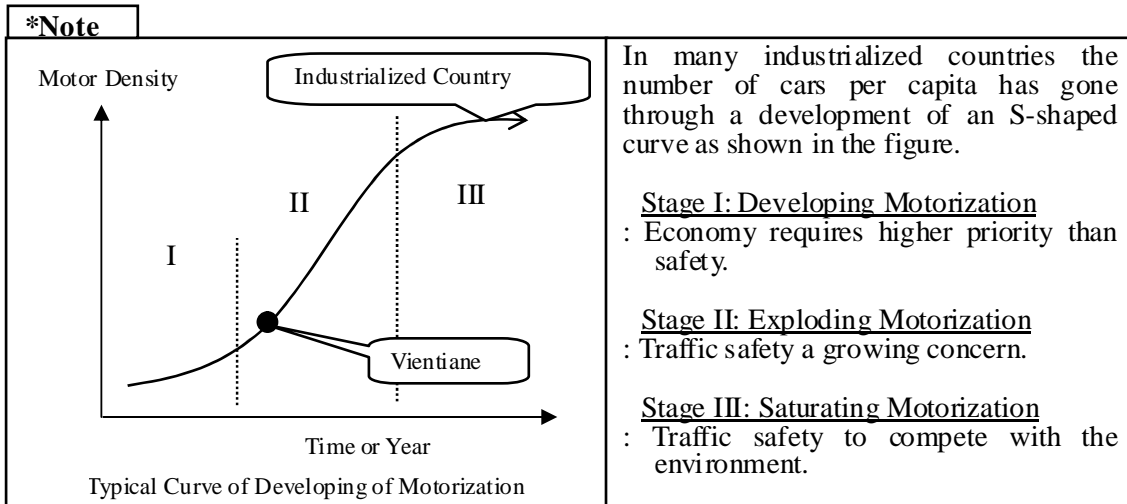 *Note
Motor Density
Industrialized Country
I
II
III
Vientiane
Time or Year
Typical Curve of Developing of Motorization
In many industrialized countries the
number of cars per capita has gone
through a development of an S-shaped
curve as shown in the figure.
Stage I: Developing Motorization
: Economy requires higher priority than
safety.
Stage II: Exploding Motorization
: Traffic safety a growing concern.
Stage III: Saturating Motorization
: Traffic safety to compete with the
environment.